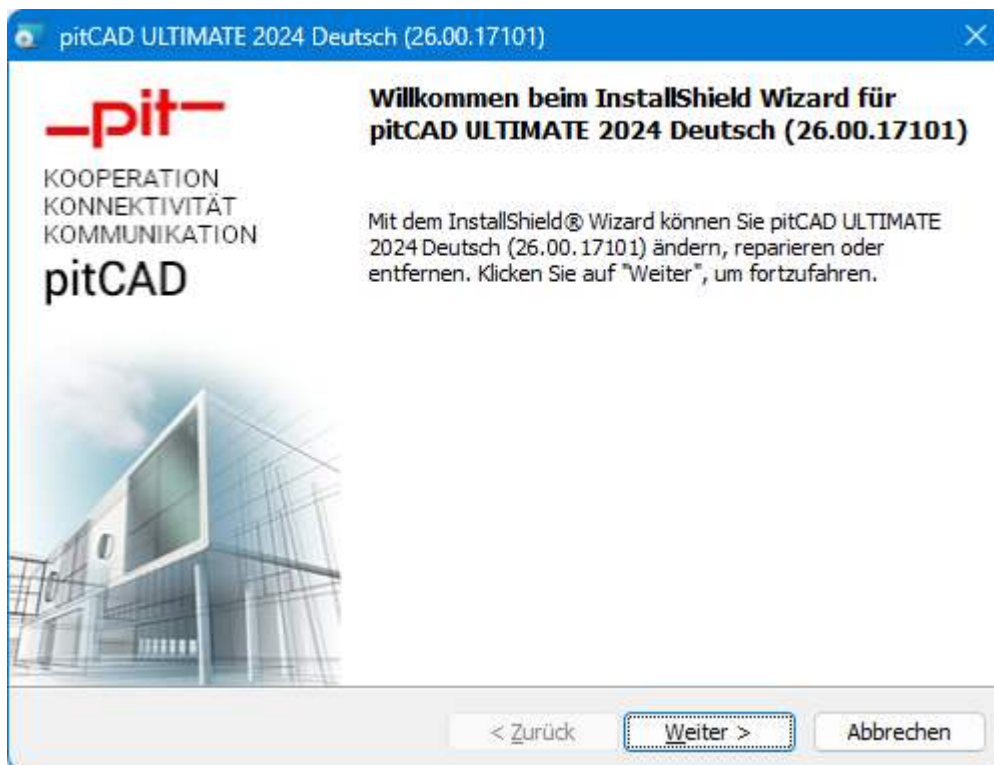 pitCAD ULTIMATE 2024 Deutsch (26.00.17101)
pit
KOOPERATION
KONNEKTIVITÄT
KOMMUNIKATION
pitCAD
Willkommen beim InstallShield Wizard für
pitCAD ULTIMATE 2024 Deutsch (26.00.17101)
Mit dem InstallShield® Wizard können Sie pitCAD ULTIMATE
2024 Deutsch (26.00.17101) ändern, reparieren oder
entfernen. Klicken Sie auf "Weiter", um fortzufahren.
< Zurück
Weiter >
Abbrechen